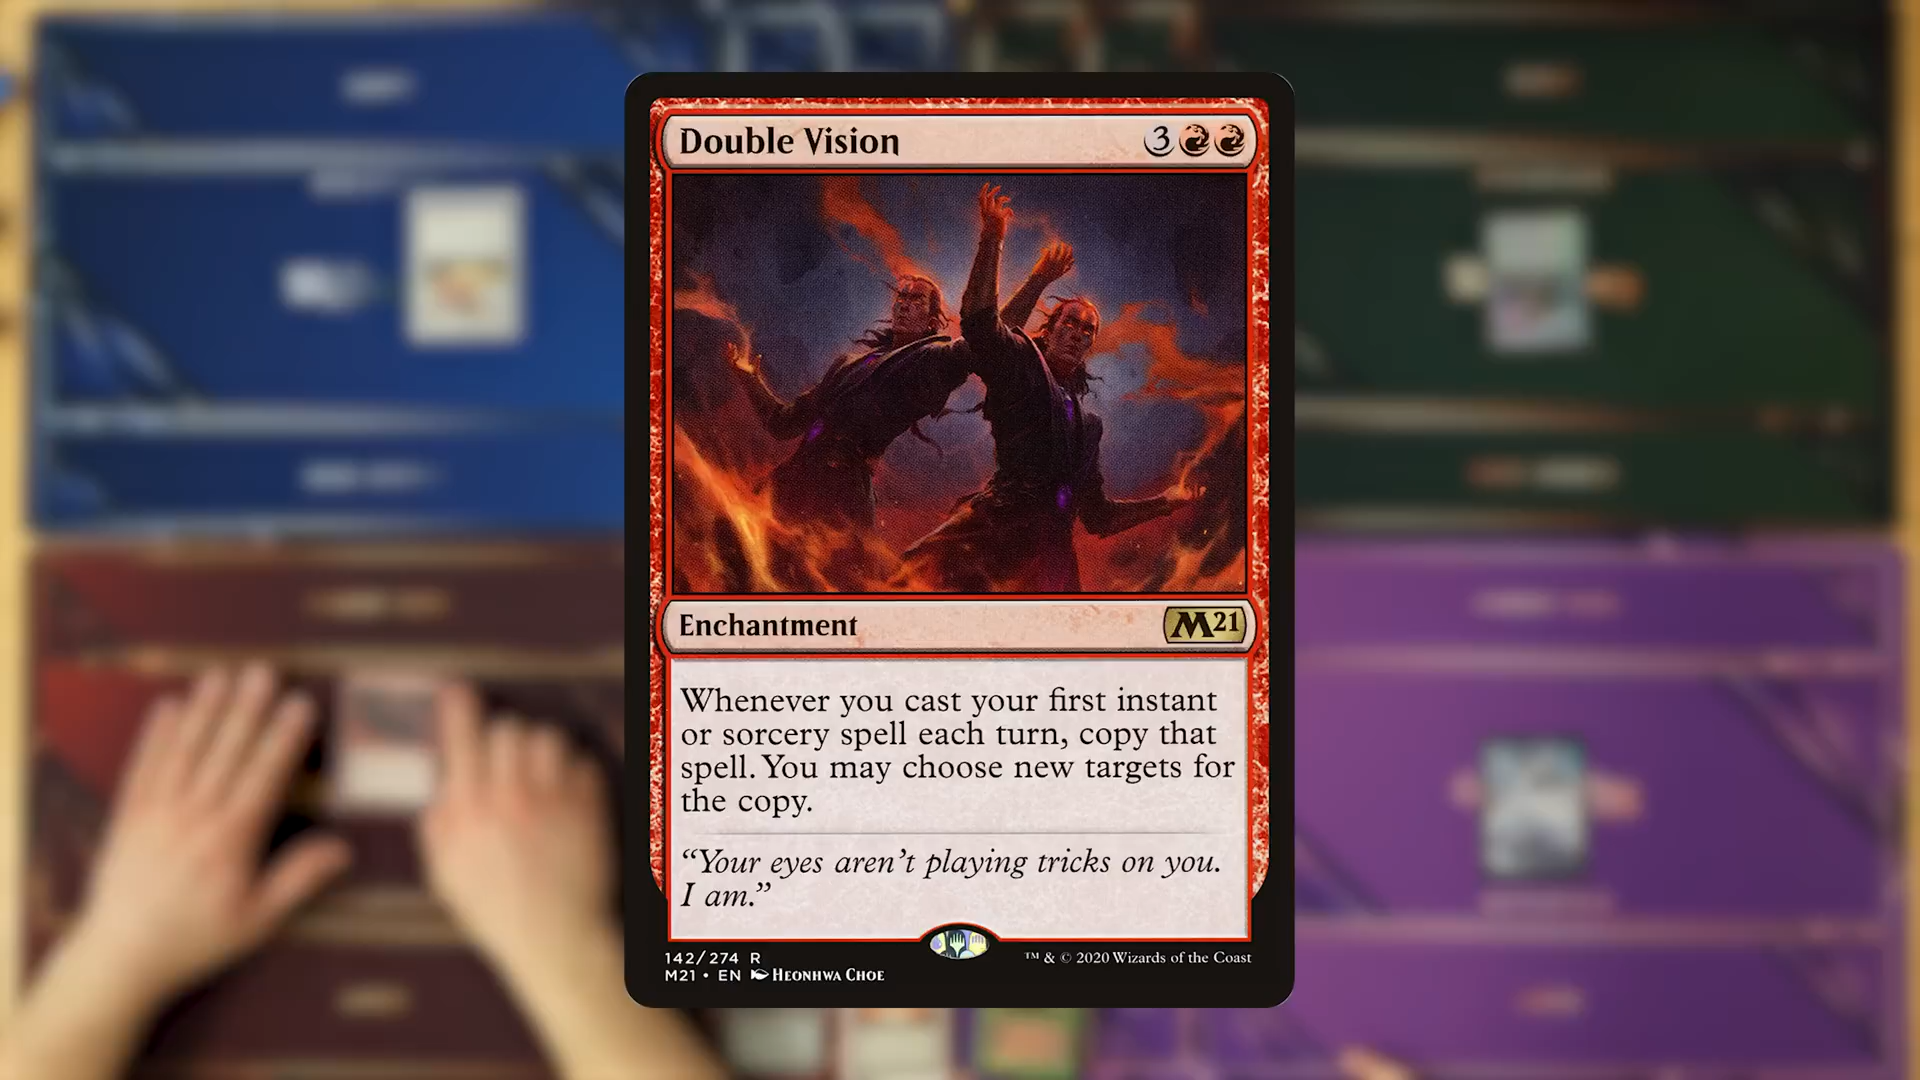 Double Vision
3
Enchantment
M21
Whenever you cast your first instant
or sorcery spell each turn, copy that
spell. You may choose new targets for
the copy.
“Your eyes aren’t playing tricks on you.
I am.”
142/274 R
M21 • EN HEONHWA CHOE
™ & © 2020 Wizards of the Coast